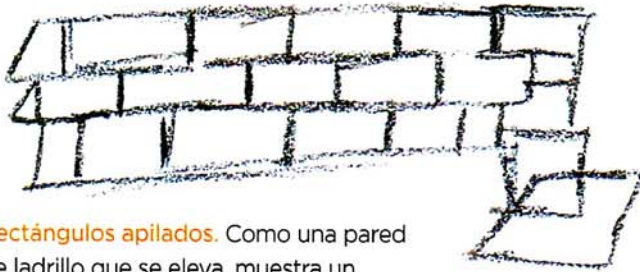 ectángulos apilados. Como una pared
e ladrillo que se eleva, muestra un